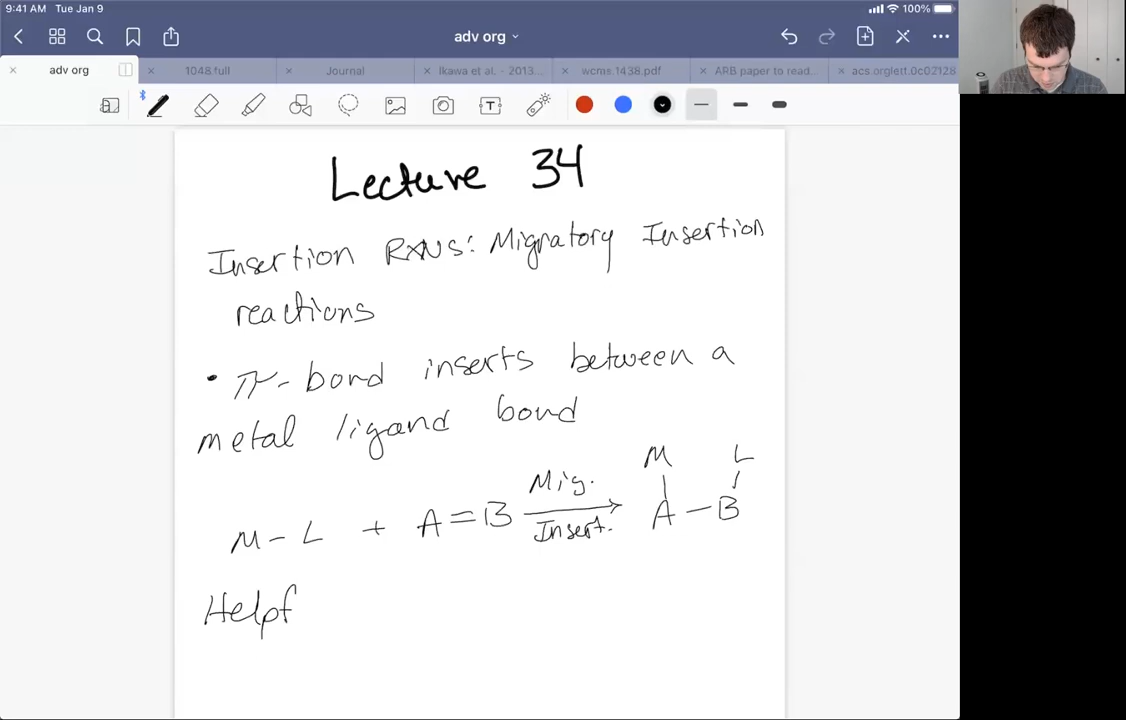 9:41 AM Tue Jan 9
100%
adv org
adv org
1048.full
Journal
Ikawa et al. - 2013...
wcms.1438.pdf
ARB paper to read...
acs.orglett.0c02128
T
Lecture 34
Insertion RXNS: Migratory Insertion
reactions
• π-bond inserts between a
metal ligand bond
M-L + A=B Mig. Insert. M L
A-B
Helpf